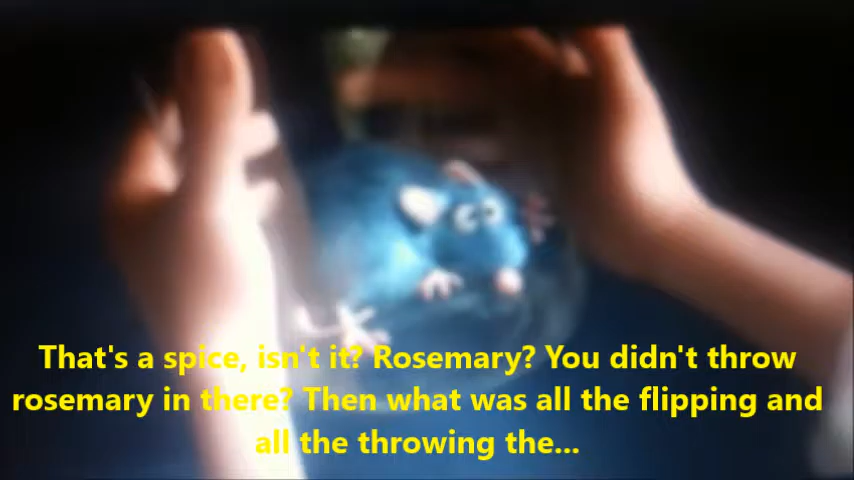 That's a spice, isn't it? Rosemary? You didn't throw
rosemary in there? Then what was all the flipping and
all the throwing the...